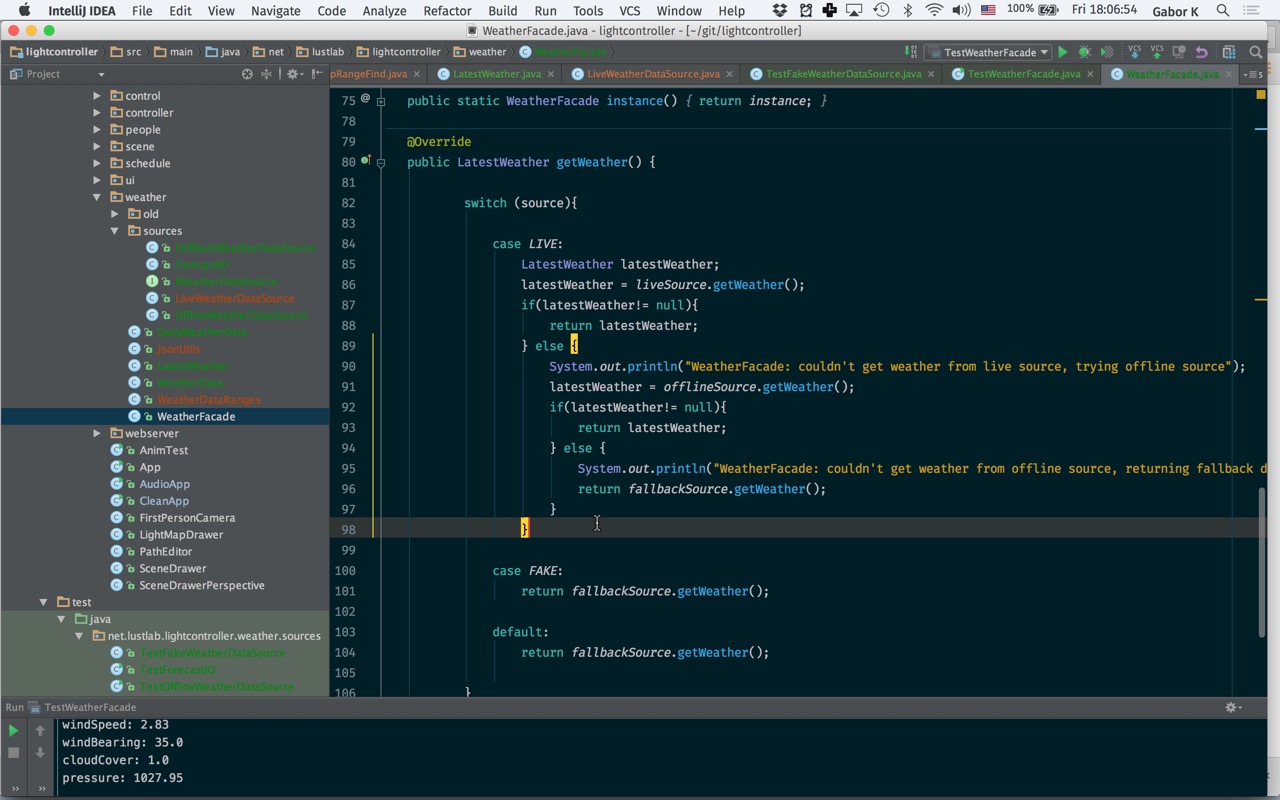 IntelliJ IDEA File Edit View Navigate Code Analyze Refactor Build Run Tools VCS Window Help 100% Fri 18:06:54 Gabor K
WeatherFacade.java - lightcontroller - [~/git/lightcontroller]
lightcontroller src main java net lustlab lightcontroller weather WeatherFacade TestWeatherFacade VCS VCS
Project
pRangeFind.java LatestWeather.java LiveWeatherDataSource.java TestFakeWeatherDataSource.java TestWeatherFacade.java WeatherFacade.java
control
controller
people
scene
schedule
ui
weather
old
sources
FallbackWeatherDataSource
ForecastIO
WeatherDataSource
LiveWeatherDataSource
OfflineWeatherDataSource
DailyWeatherData
JsonUtils
LatestWeather
WeatherData
WeatherDataRanges
WeatherFacade
webserver
AnimTest
App
AudioApp
CleanApp
FirstPersonCamera
LightMapDrawer
PathEditor
SceneDrawer
SceneDrawerPerspective
test
java
net.lustlab.lightcontroller.weather.sources
TestFakeWeatherDataSource
TestForecastIO
TestOfflineWeatherDataSource
75 @ public static WeatherFacade instance() { return instance; }
78
79 @Override
80 public LatestWeather getWeather() {
81
82 switch (source){
83
84 case LIVE:
85 LatestWeather latestWeather;
86 latestWeather = liveSource.getWeather();
87 if(latestWeather!= null){
88 return latestWeather;
89 } else {
90 System.out.println("WeatherFacade: couldn't get weather from live source, trying offline source");
91 latestWeather = offlineSource.getWeather();
92 if(latestWeather!= null){
93 return latestWeather;
94 } else {
95 System.out.println("WeatherFacade: couldn't get weather from offline source, returning fallback d
96 return fallbackSource.getWeather();
97 }
98 }
99
100 case FAKE:
101 return fallbackSource.getWeather();
102
103 default:
104 return fallbackSource.getWeather();
105
106 }
Run TestWeatherFacade
windSpeed: 2.83
windBearing: 35.0
cloudCover: 1.0
pressure: 1027.95